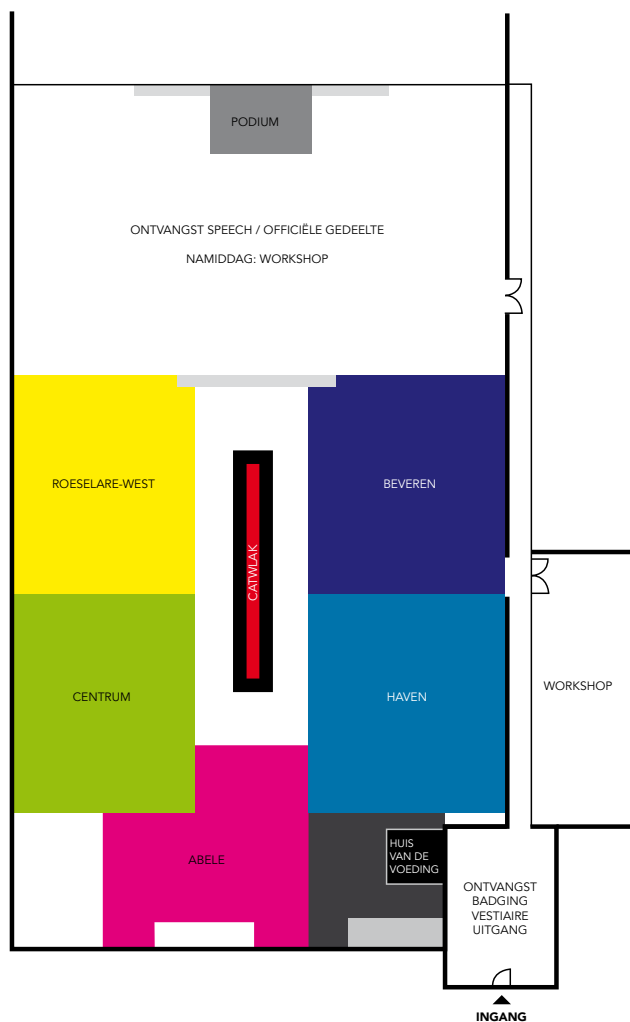 PODIUM
ONTVANGST SPEECH / OFFICIËLE GEDEELTE
NAMIDDAG: WORKSHOP
ROESELARE-WEST
BEVEREN
CATWLAK
CENTRUM
HAVEN
WORKSHOP
ABELE
HUIS
VAN DE
VOEDING
ONTVANGST
BADGING
VESTIAIRE
UITGANG
INGANG